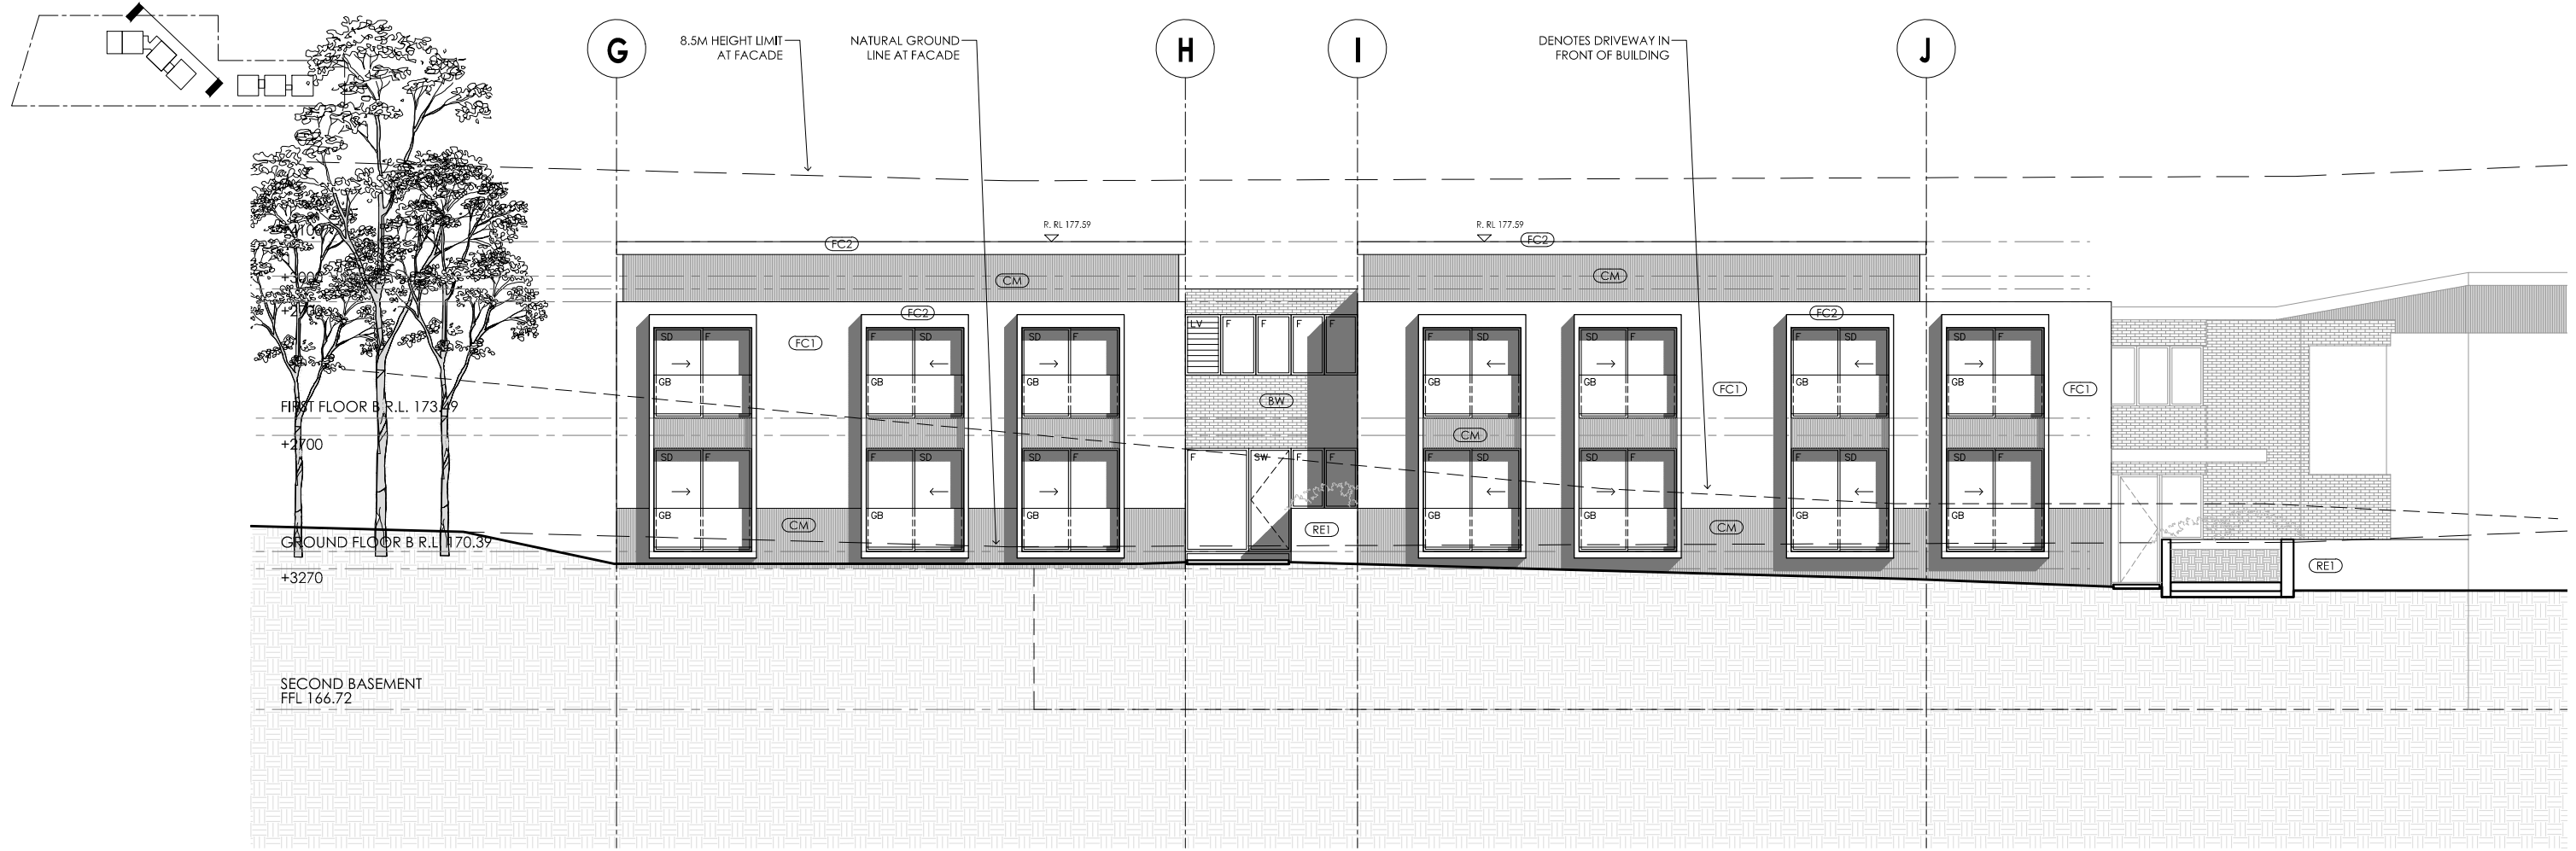 G
H
I
J
8.5M HEIGHT LIMIT
AT FACADE
NATURAL GROUND
LINE AT FACADE
DENOTES DRIVEWAY IN
FRONT OF BUILDING
R. RL 177.59
R. RL 177.59
FC2
FC2
CM
CM
FC2
FC2
LV F F F F
SD F
F SD
SD F
F SD
SD F
F SD
SD F
FC1
FC1
FC1
GB
GB
GB
GB
GB
GB
GB
BW
FIRST FLOOR B R.L. 173.49
CM
+2700
SD F
F SD
SD F
F SW F F
F SD
SD F
F SD
SD F
GB
GB
GB
GB
GB
GB
GB
CM
RE1
CM
GROUND FLOOR B R.L 170.39
RE1
+3270
SECOND BASEMENT
FFL 166.72